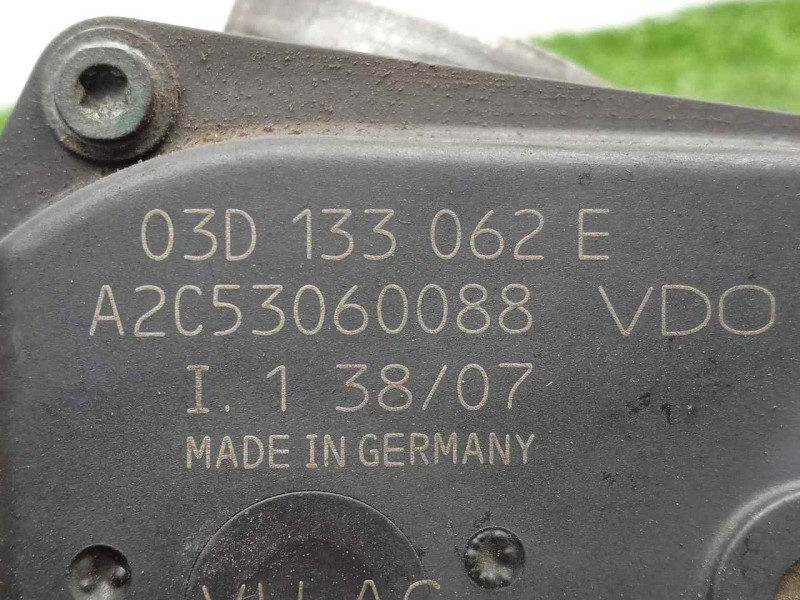 03D 133 062 E
A2C53060088 VDO
I. 1 38/07
MADE IN GERMANY